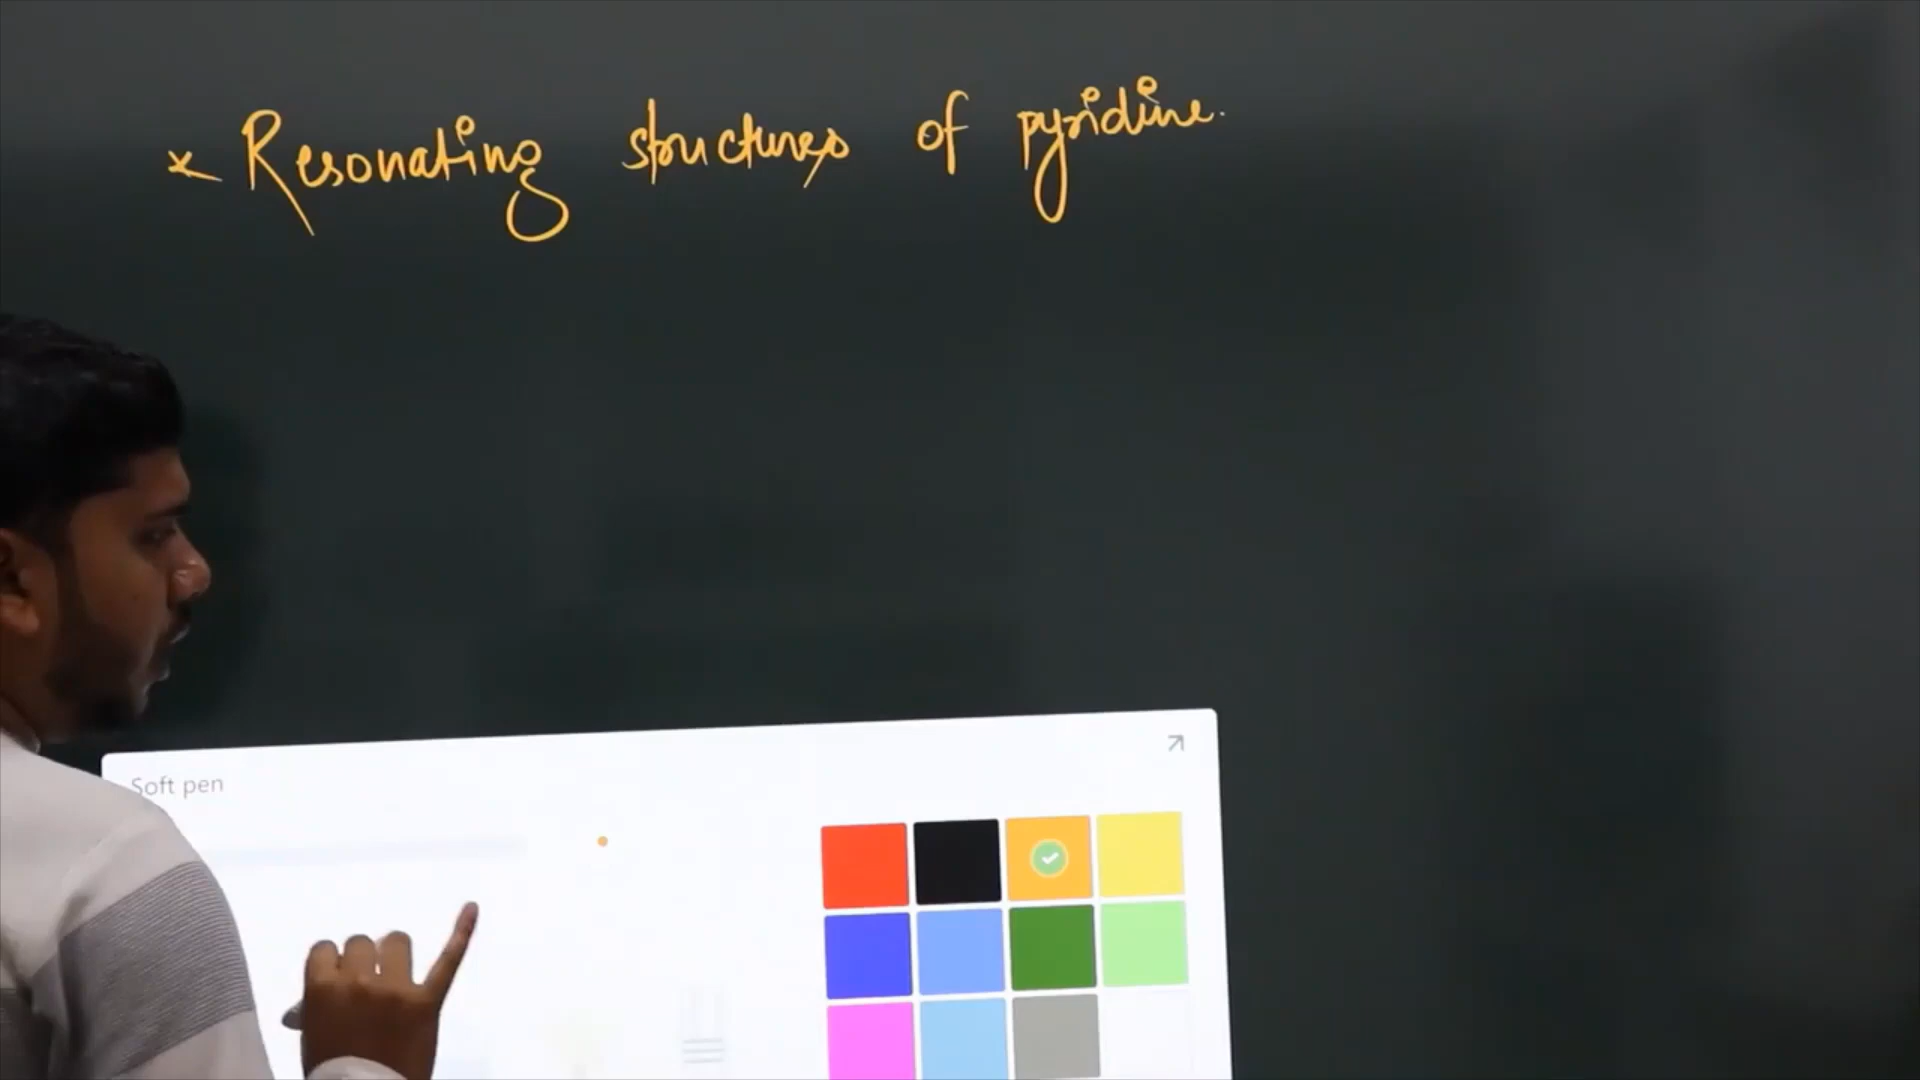 * Resonating structures of pyridine.
Soft pen